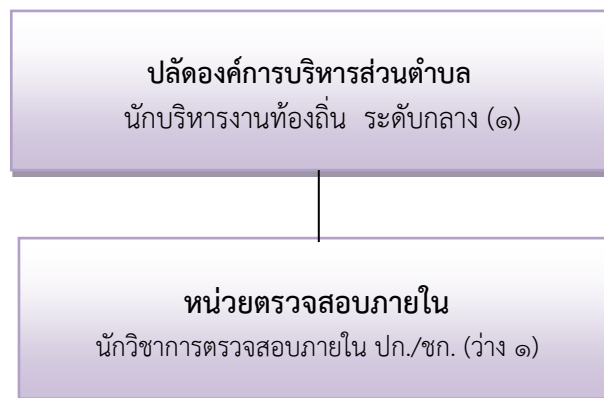 ปลัดองค์การบริหารส่วนตำบล
นักบริหารงานท้องถิ่น ระดับกลาง (๑)
หน่วยตรวจสอบภายใน
นักวิชาการตรวจสอบภายใน ปก./ชก. (ว่าง ๑)